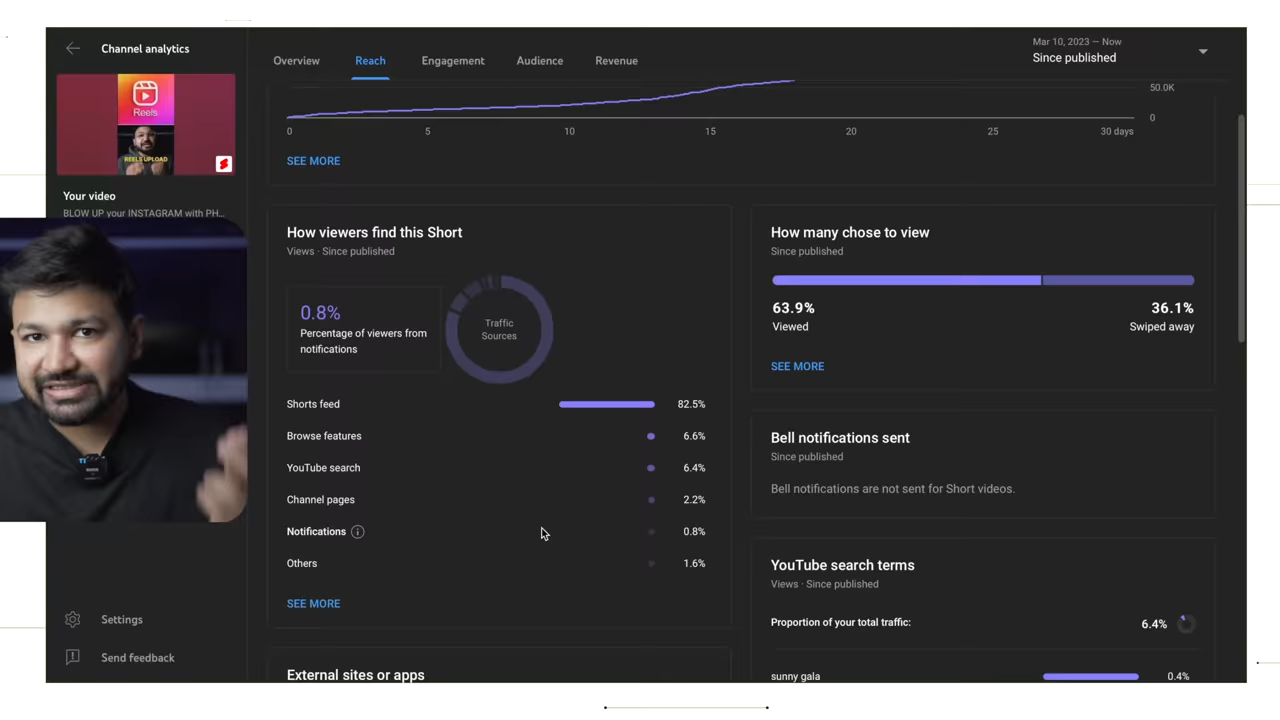 Channel analytics
Reels
REELS UPLOAD
Your video
BLOW UP your INSTAGRAM with PH...
Settings
Send feedback
Overview
Reach
Engagement
Audience
Revenue
Mar 10, 2023 – Now
Since published
50.0K
0
0 5 10 15 20 25 30 days
SEE MORE
How viewers find this Short
Views · Since published
0.8%
Percentage of viewers from
notifications
Traffic
Sources
Shorts feed 82.5%
Browse features 6.6%
YouTube search 6.4%
Channel pages 2.2%
Notifications 0.8%
Others 1.6%
SEE MORE
External sites or apps
How many chose to view
Since published
63.9% 36.1%
Viewed Swiped away
SEE MORE
Bell notifications sent
Since published
Bell notifications are not sent for Short videos.
YouTube search terms
Views · Since published
Proportion of your total traffic: 6.4%
sunny gala 0.4%